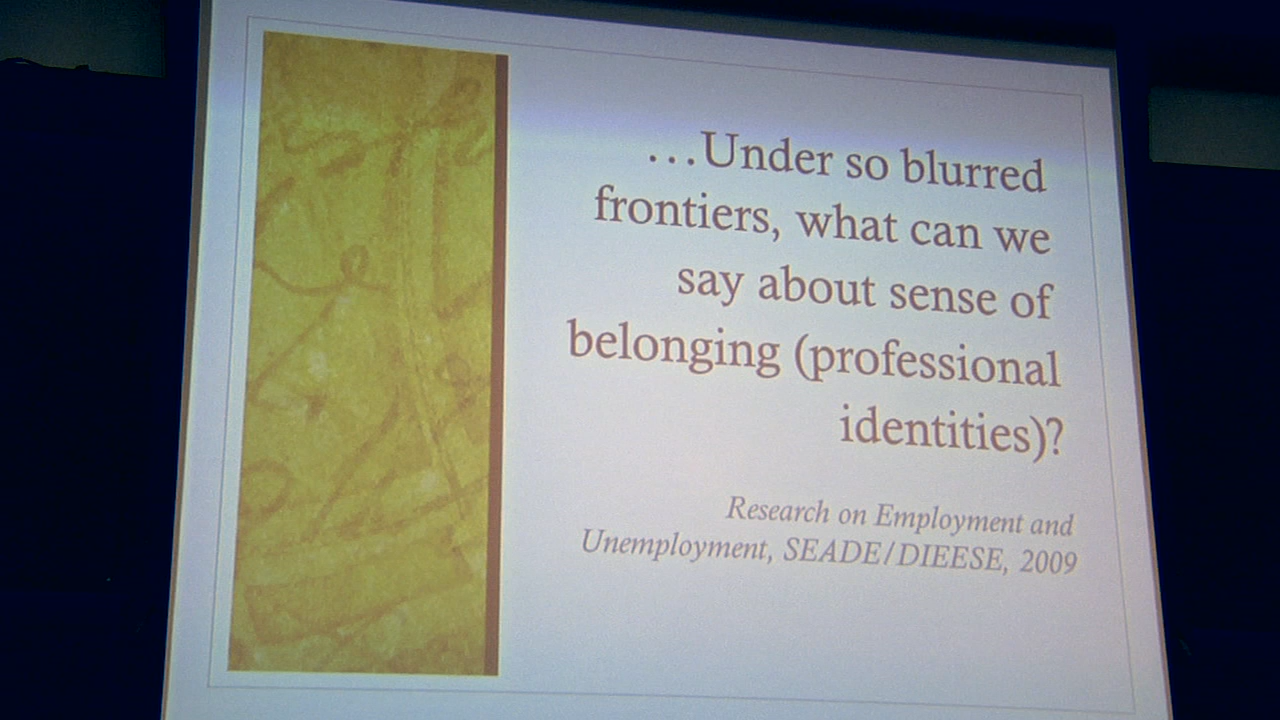 …Under so blurred
frontiers, what can we
say about sense of
belonging (professional
identities)?
Research on Employment and
Unemployment, SEADE/DIEESE, 2009